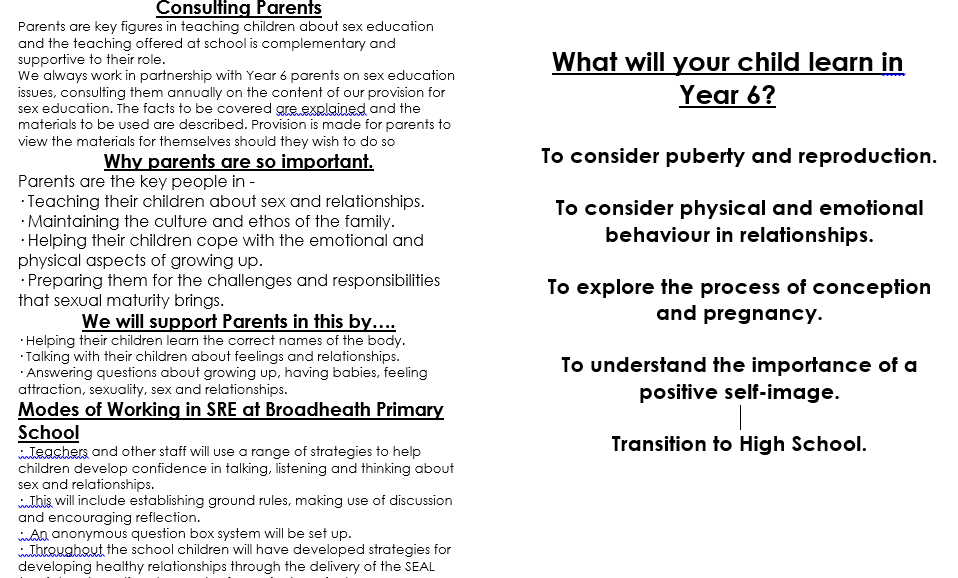 Consulting Parents
Parents are key figures in teaching children about sex education
and the teaching offered at school is complementary and
supportive to their role.
We always work in partnership with Year 6 parents on sex education
issues, consulting them annually on the content of our provision for
sex education. The facts to be covered are explained and the
materials to be used are described. Provision is made for parents to
view the materials for themselves should they wish to do so
Why parents are so important.
Parents are the key people in -
· Teaching their children about sex and relationships.
· Maintaining the culture and ethos of the family.
· Helping their children cope with the emotional and
physical aspects of growing up.
· Preparing them for the challenges and responsibilities
that sexual maturity brings.
We will support Parents in this by….
· Helping their children learn the correct names of the body.
· Talking with their children about feelings and relationships.
· Answering questions about growing up, having babies, feeling
attraction, sexuality, sex and relationships.
Modes of Working in SRE at Broadheath Primary
School
· Teachers and other staff will use a range of strategies to help
children develop confidence in talking, listening and thinking about
sex and relationships.
· This will include establishing ground rules, making use of discussion
and encouraging reflection.
· An anonymous question box system will be set up.
· Throughout the school children will have developed strategies for
developing healthy relationships through the delivery of the SEAL
What will your child learn in
Year 6?
To consider puberty and reproduction.
To consider physical and emotional
behaviour in relationships.
To explore the process of conception
and pregnancy.
To understand the importance of a
positive self-image.
Transition to High School.